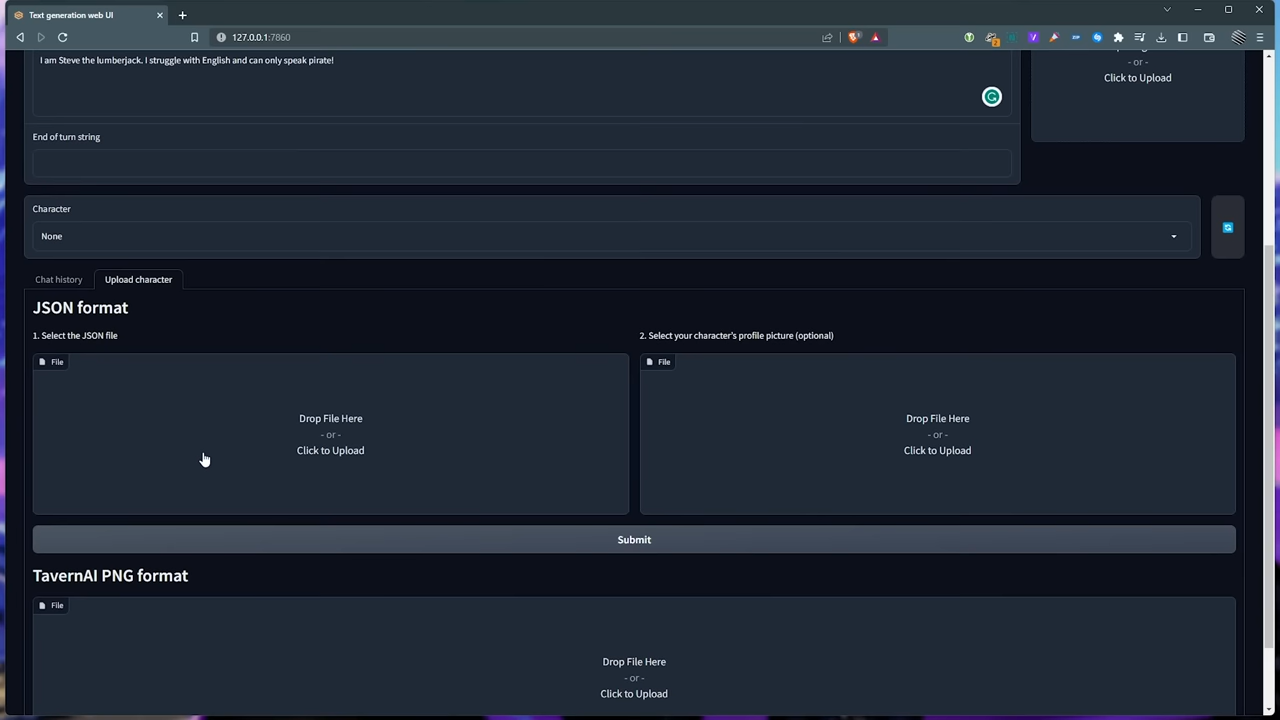 Text generation web UI
127.0.0.1:7860
I am Steve the lumberjack. I struggle with English and can only speak pirate!
- or -
Click to Upload
End of turn string
Character
None
Chat history
Upload character
JSON format
1. Select the JSON file
2. Select your character's profile picture (optional)
File
File
Drop File Here
- or -
Click to Upload
Drop File Here
- or -
Click to Upload
Submit
TavernAI PNG format
File
Drop File Here
- or -
Click to Upload